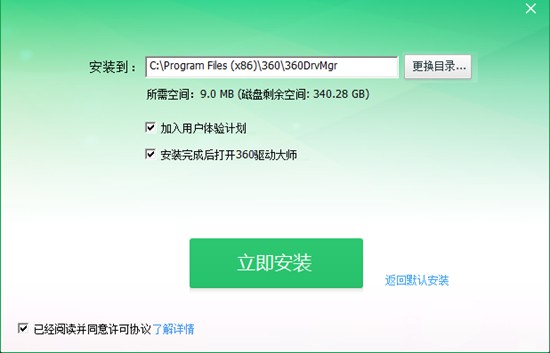 安装到： C:\Program Files (x86)\360\360DrvMgr 更换目录...
所需空间：9.0 MB (磁盘剩余空间: 340.28 GB)
加入用户体验计划
安装完成后打开360驱动大师
立即安装
返回默认安装
已经阅读并同意许可协议 了解详情